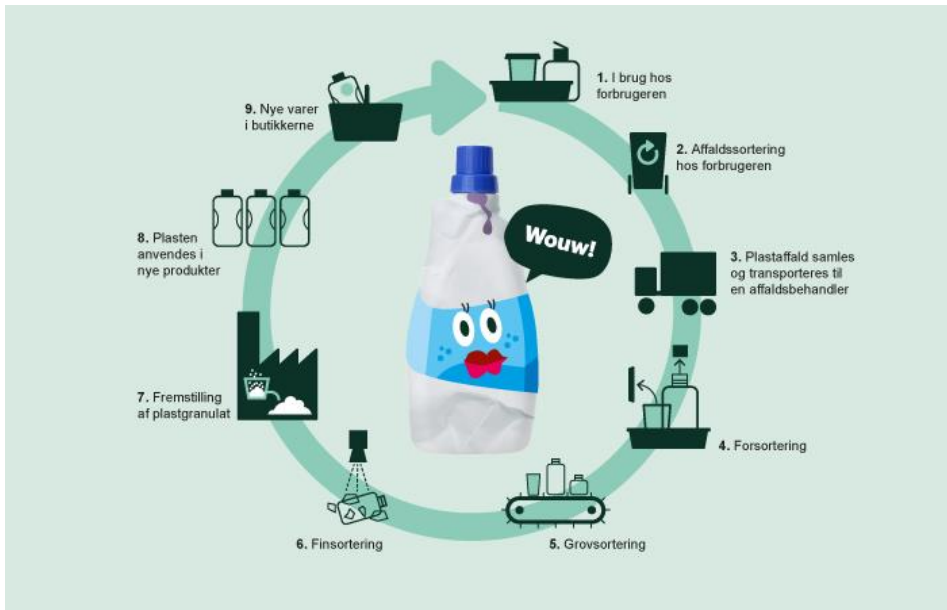 1. I brug hos
forbrugeren
2. Affaldssortering
hos forbrugeren
3. Plastaffald samles
og transporteres til
en affaldsbehandler
4. Forsortering
5. Grovsortering
6. Finsortering
7. Fremstilling
af plastgranulat
8. Plasten
anvendes i
nye produkter
9. Nye varer
i butikkerne
Wouw!